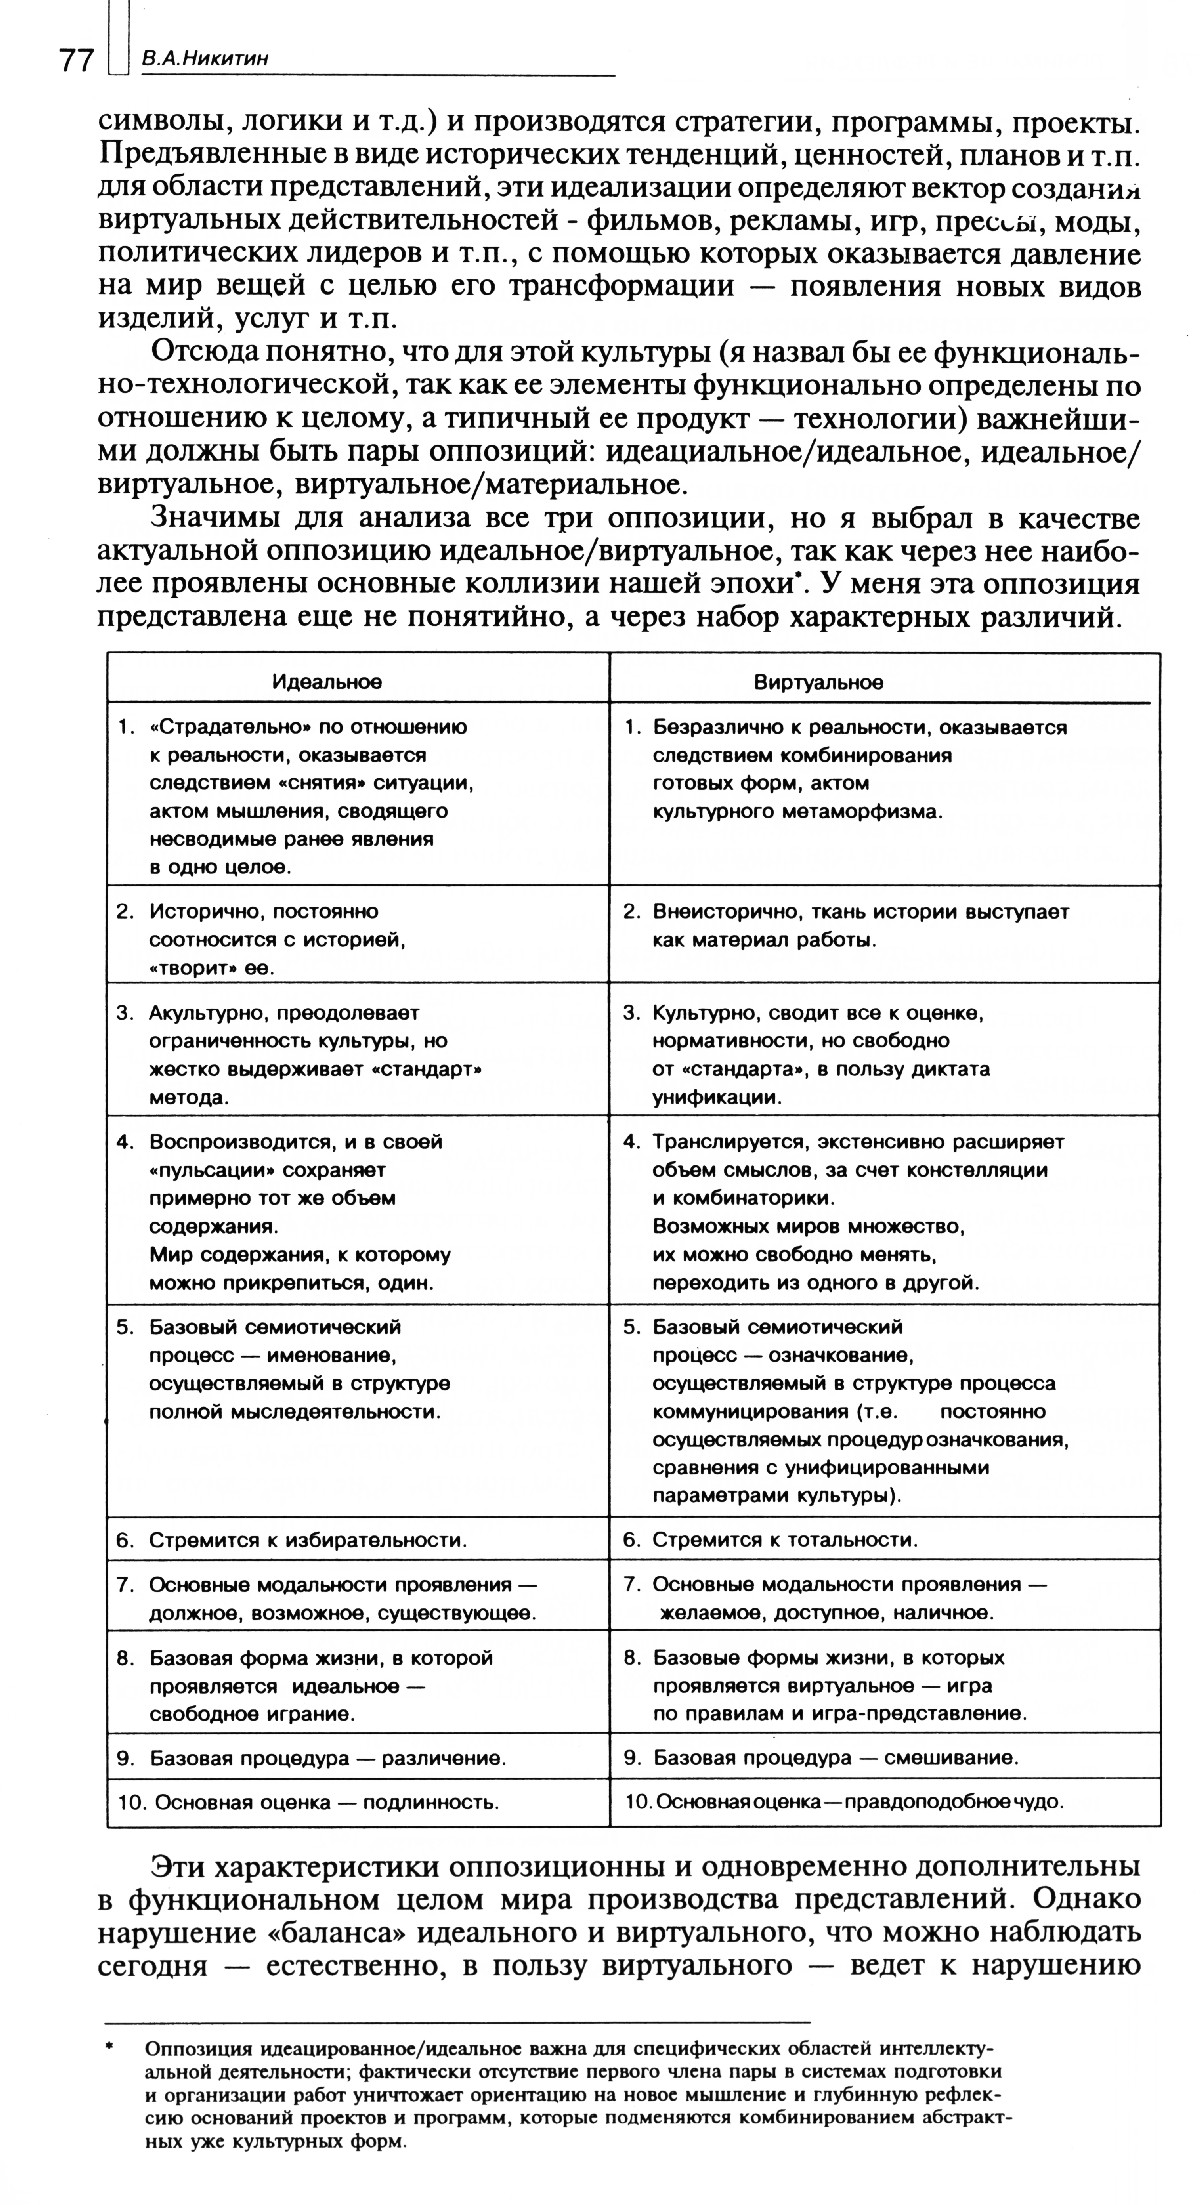 77
В.А.Никитин
символы, логики и т.д.) и производятся стратегии, программы, проекты.
Предъявленные в виде исторических тенденций, ценностей, планов и т.п.
для области представлений, эти идеализации определяют вектор создания
виртуальных действительностей - фильмов, рекламы, игр, прессы, моды,
политических лидеров и т.п., с помощью которых оказывается давление
на мир вещей с целью его трансформации — появления новых видов
изделий, услуг и т.п.
Отсюда понятно, что для этой культуры (я назвал бы ее функциональ-
но-технологической, так как ее элементы функционально определены по
отношению к целому, а типичный ее продукт — технологии) важнейши-
ми должны быть пары оппозиций: идеациальное/идеальное, идеальное/
виртуальное, виртуальное/материальное.
Значимы для анализа все три оппозиции, но я выбрал в качестве
актуальной оппозицию идеальное/виртуальное, так как через нее наибо-
лее проявлены основные коллизии нашей эпохи*. У меня эта оппозиция
представлена еще не понятийно, а через набор характерных различий.
Идеальное
Виртуальное
1. «Страдательно» по отношению
к реальности, оказывается
следствием «снятия» ситуации,
актом мышления, сводящего
несводимые ранее явления
в одно целое.
1. Безразлично к реальности, оказывается
следствием комбинирования
готовых форм, актом
культурного метаморфизма.
2. Исторично, постоянно
соотносится с историей,
«творит» ее.
2. Внеисторично, ткань истории выступает
как материал работы.
3. Акультурно, преодолевает
ограниченность культуры, но
жестко выдерживает «стандарт»
метода.
3. Культурно, сводит все к оценке,
нормативности, но свободно
от «стандарта», в пользу диктата
унификации.
4. Воспроизводится, и в своей
«пульсации» сохраняет
примерно тот же объем
содержания.
Мир содержания, к которому
можно прикрепиться, один.
4. Транслируется, экстенсивно расширяет
объем смыслов, за счет констелляции
и комбинаторики.
Возможных миров множество,
их можно свободно менять,
переходить из одного в другой.
5. Базовый семиотический
процесс — именование,
осуществляемый в структуре
полной мыследеятельности.
5. Базовый семиотический
процесс — означкование,
осуществляемый в структуре процесса
коммуницирования (т.е. постоянно
осуществляемых процедур означкования,
сравнения с унифицированными
параметрами культуры).
6. Стремится к избирательности.
6. Стремится к тотальности.
7. Основные модальности проявления —
должное, возможное, существующее.
7. Основные модальности проявления —
желаемое, доступное, наличное.
8. Базовая форма жизни, в которой
проявляется идеальное —
свободное играние.
8. Базовые формы жизни, в которых
проявляется виртуальное — игра
по правилам и игра-представление.
9. Базовая процедура — различение.
9. Базовая процедура — смешивание.
10. Основная оценка — подлинность.
10. Основная оценка — правдоподобное чудо.
Эти характеристики оппозиционны и одновременно дополнительны
в функциональном целом мира производства представлений. Однако
нарушение «баланса» идеального и виртуального, что можно наблюдать
сегодня — естественно, в пользу виртуального — ведет к нарушению
* Оппозиция идеацированное/идеальное важна для специфических областей интеллекту-
альной деятельности; фактически отсутствие первого члена пары в системах подготовки
и организации работ уничтожает ориентацию на новое мышление и глубинную рефлек-
сию оснований проектов и программ, которые подменяются комбинированием абстракт-
ных уже культурных форм.